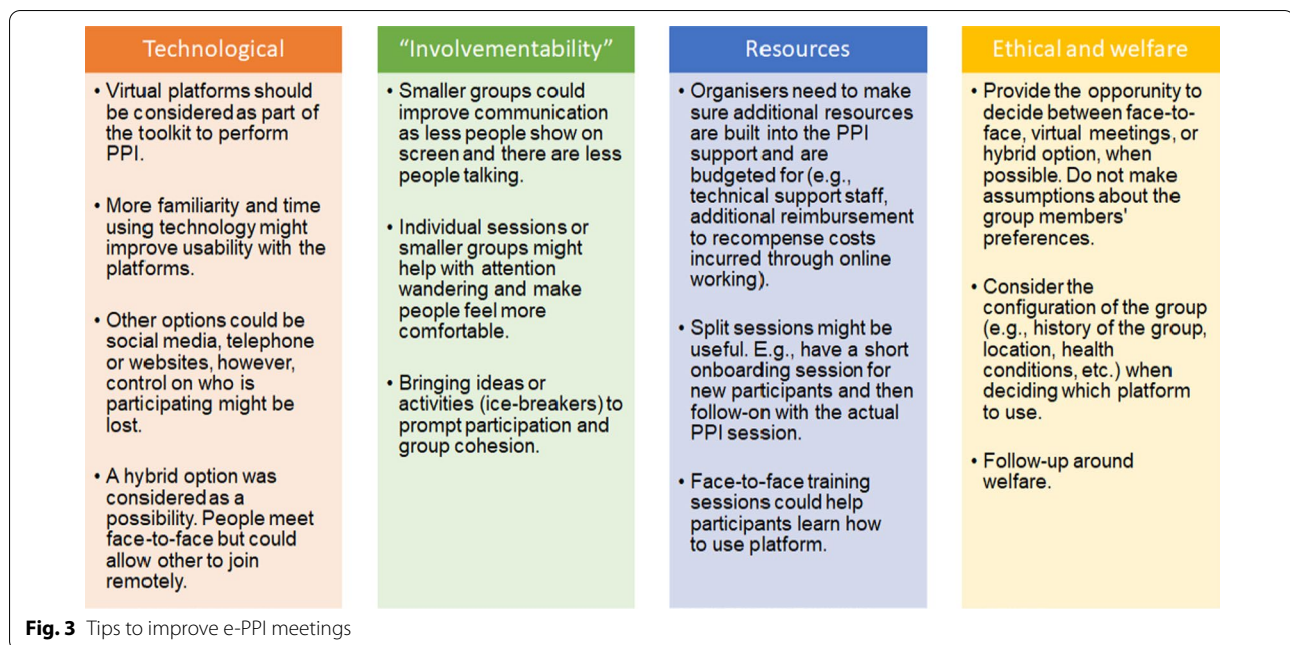 Technological
• Virtual platforms should
be considered as part of
the toolkit to perform
PPI.
• More familiarity and time
using technology might
improve usability with the
platforms.
• Other options could be
social media, telephone
or websites, however,
control on who is
participating might be
lost.
• A hybrid option was
considered as a
possibility. People meet
face-to-face but could
allow other to join
remotely.
“Involvementability”
• Smaller groups could
improve communication
as less people show on
screen and there are less
people talking.
• Individual sessions or
smaller groups might
help with attention
wandering and make
people feel more
comfortable.
• Bringing ideas or
activities (ice-breakers) to
prompt participation and
group cohesion.
Resources
• Organisers need to make
sure additional resources
are built into the PPI
support and are
budgeted for (e.g.,
technical support staff,
additional reimbursement
to recompense costs
incurred through online
working).
• Split sessions might be
useful. E.g., have a short
onboarding session for
new participants and then
follow-on with the actual
PPI session.
• Face-to-face training
sessions could help
participants learn how
to use platform.
Ethical and welfare
• Provide the opporunity to
decide between face-to-
face, virtual meetings, or
hybrid option, when
possible. Do not make
assumptions about the
group members'
preferences.
• Consider the
configuration of the group
(e.g., history of the group,
location, health
conditions, etc.) when
deciding which platform
to use.
• Follow-up around
welfare.
Fig. 3 Tips to improve e-PPI meetings